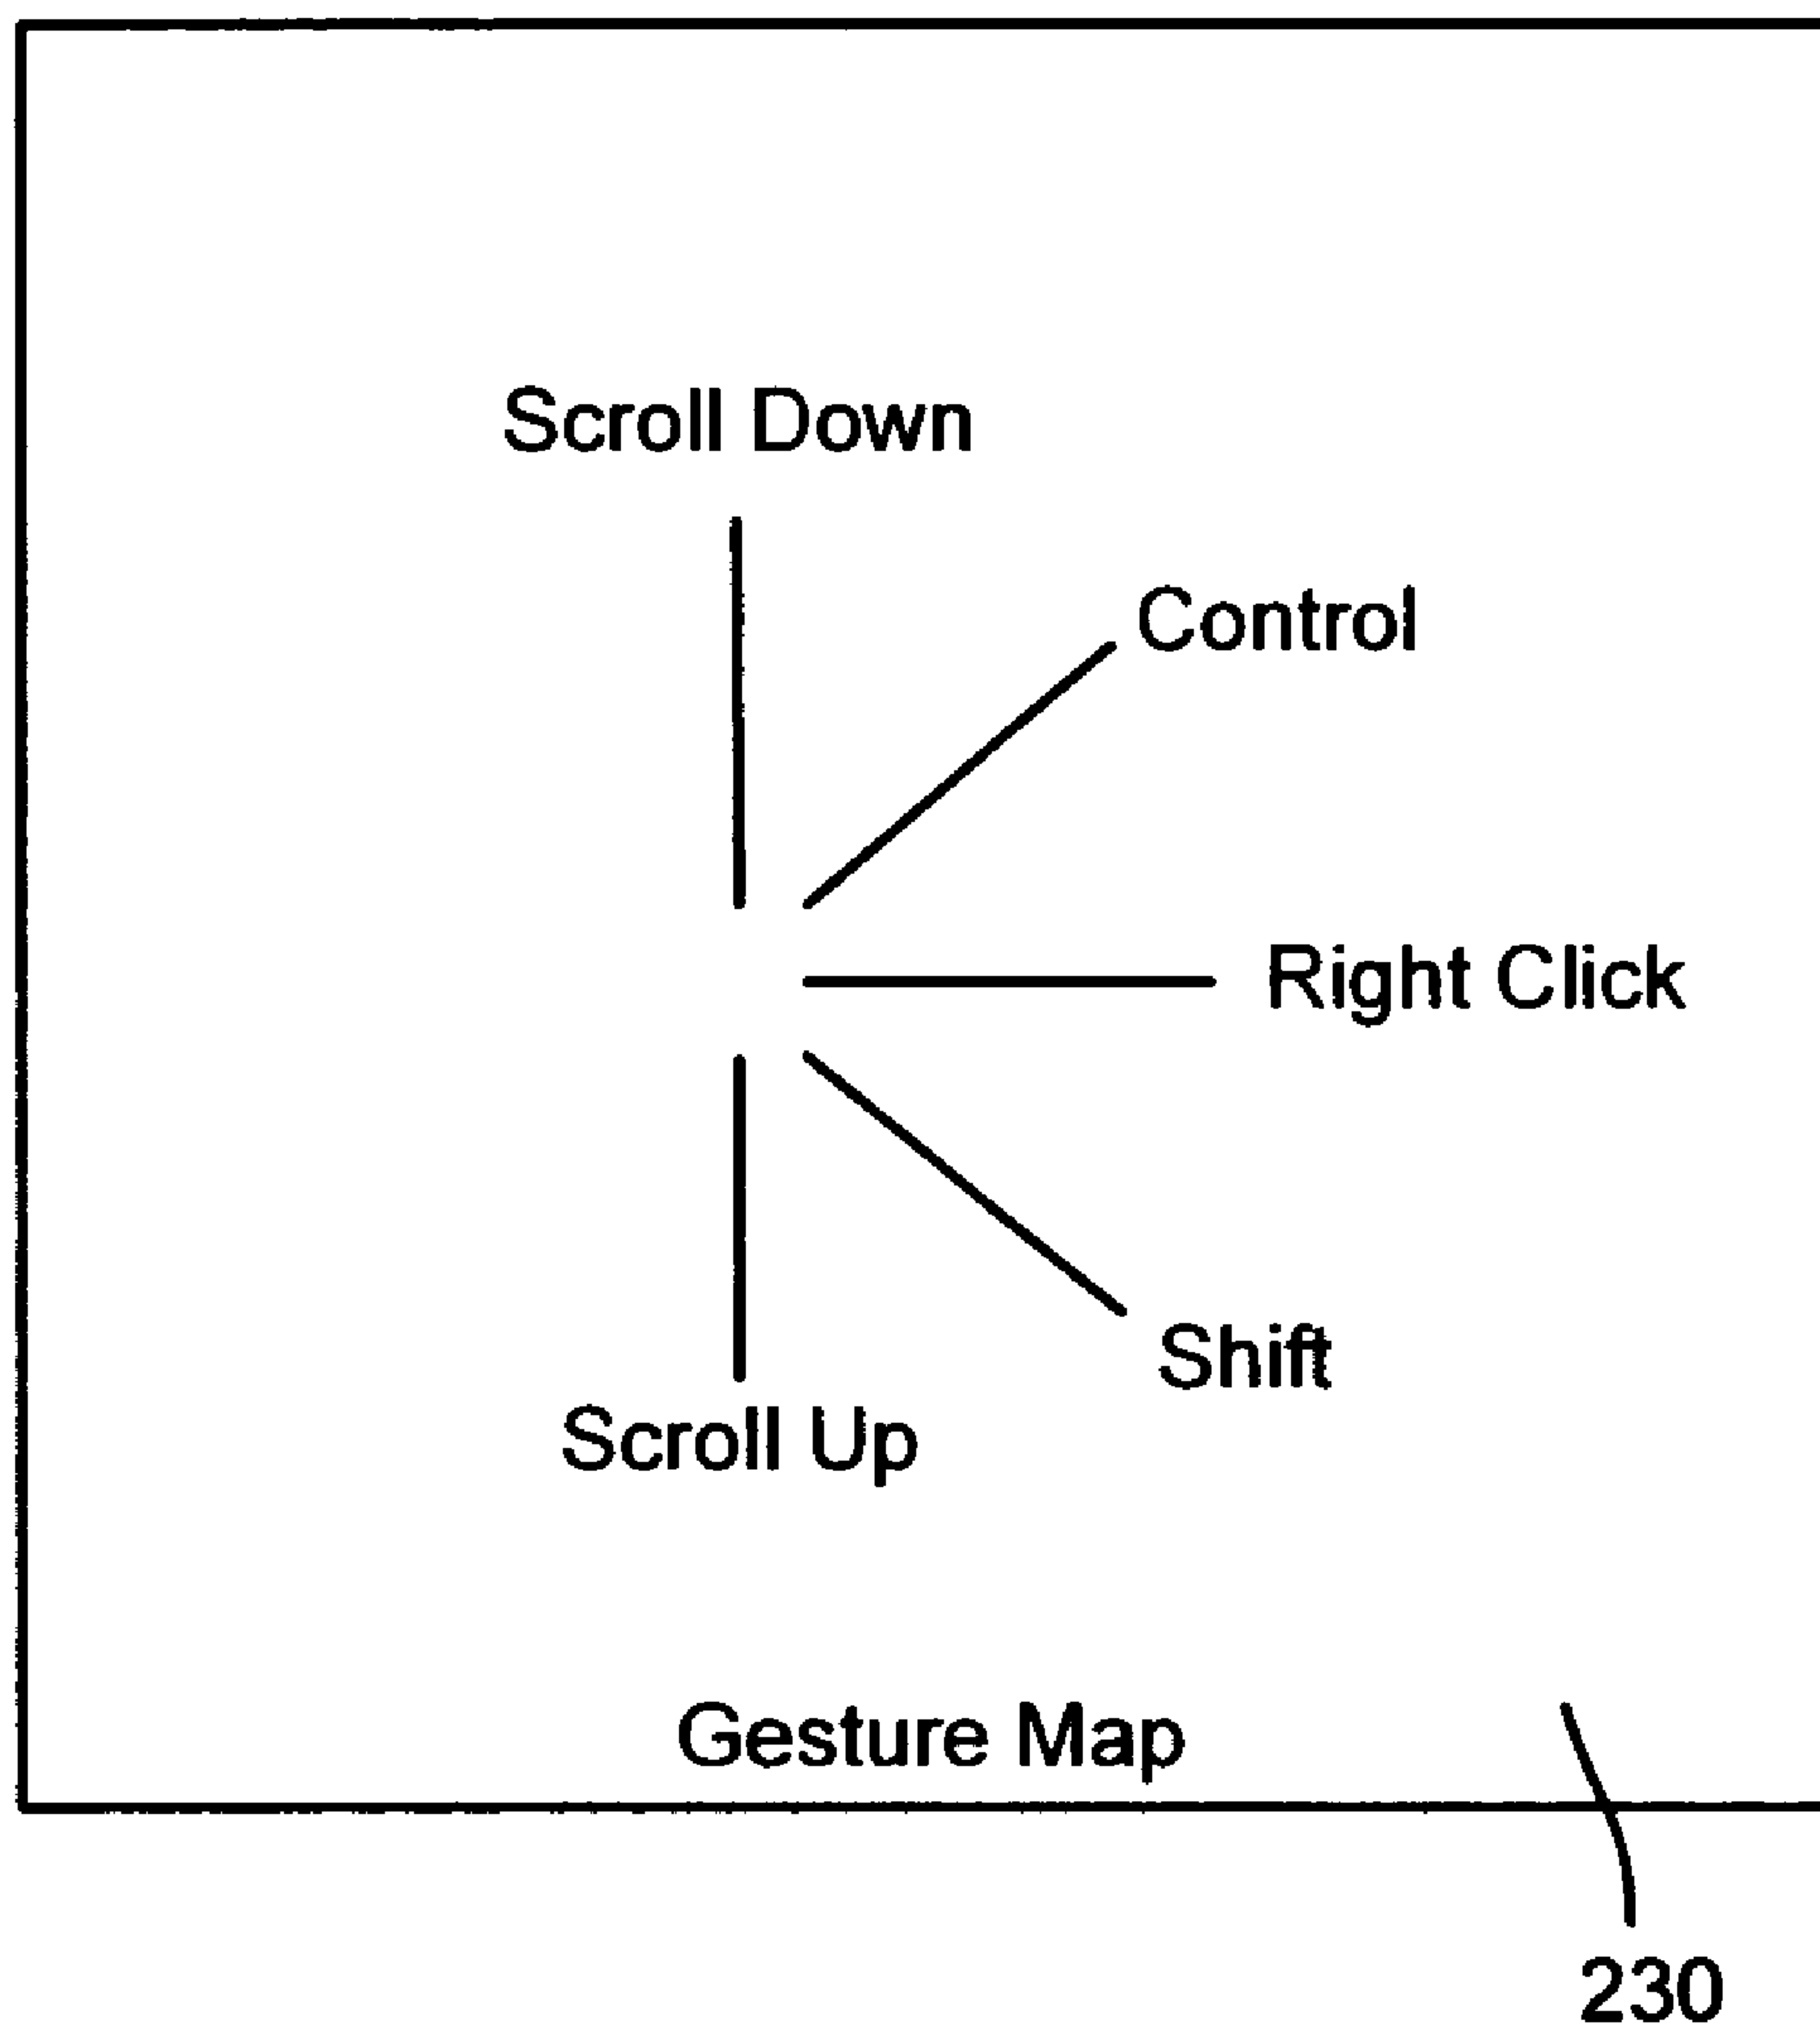 Scroll Down
Control
Right Click
Shift
Scroll Up
Gesture Map
230